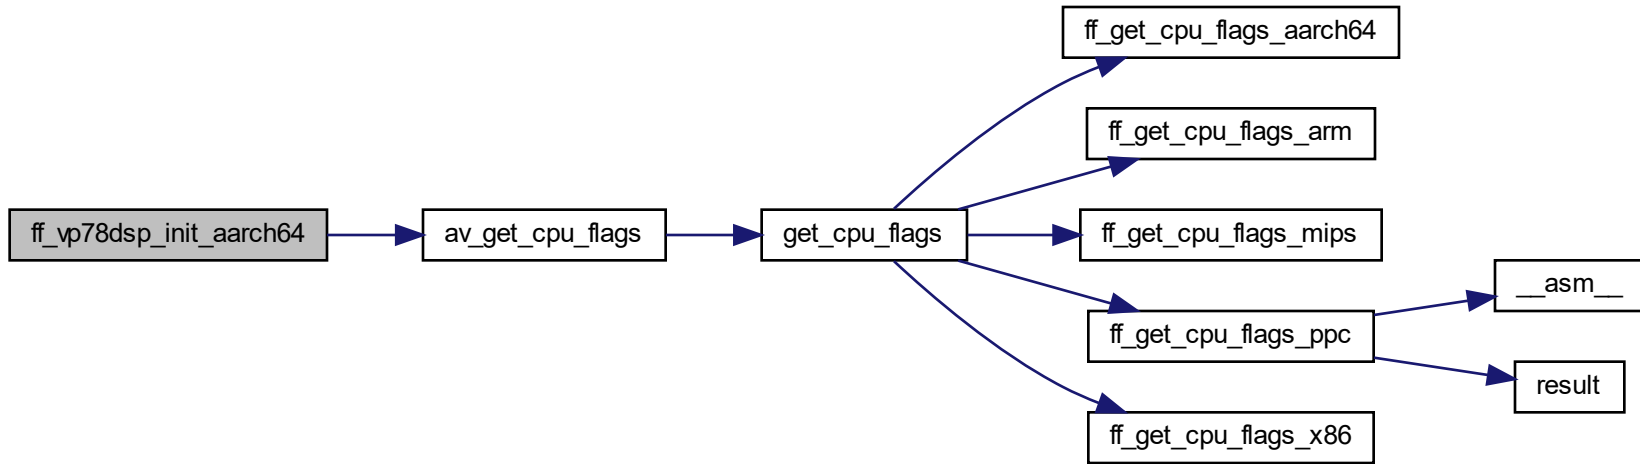 ff_get_cpu_flags_aarch64
ff_get_cpu_flags_arm
ff_vp78dsp_init_aarch64
av_get_cpu_flags
get_cpu_flags
ff_get_cpu_flags_mips
__asm__
ff_get_cpu_flags_ppc
result
ff_get_cpu_flags_x86